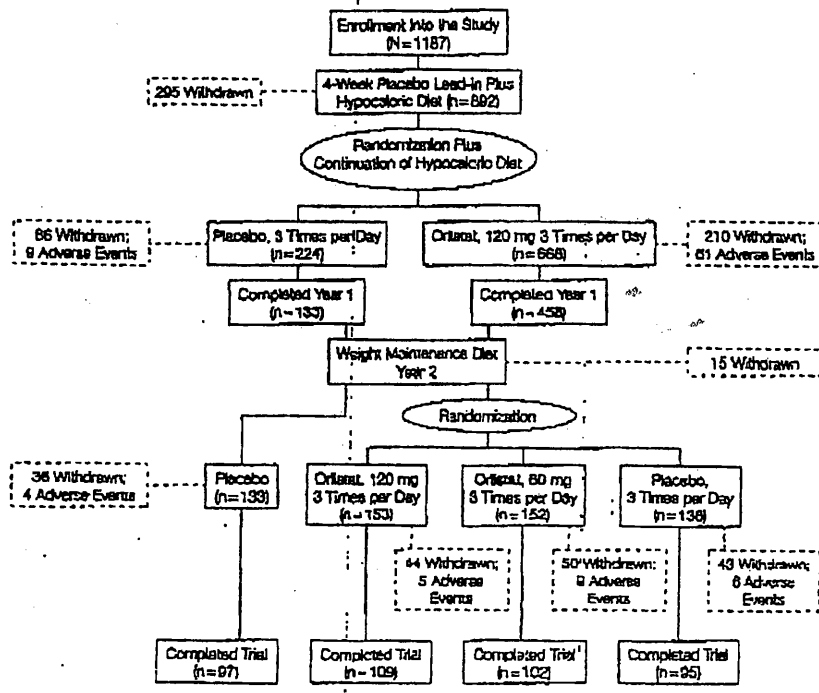 Enrollment Into the Study
(N=1187)
4-Week Placebo Lead-in Plus
Hypocaloric Diet (n=892)
295 Withdrawn
Randomization Plus
Continuation of Hypocaloric Diet
Withdrawn;
9 Adverse Events
Placebo, 3 Times per Day
(n=224)
Orlistat, 120 mg 3 Times per Day
(n=668)
210 Withdrawn;
61 Adverse Events
Completed Year 1
(n=133)
Completed Year 1
(n=458)
Weight Maintenance Diet
Year 2
15 Withdrawn
Randomization
36 Withdrawn;
4 Adverse Events
Placebo
(n=133)
Orlistat, 120 mg
3 Times per Day
(n=153)
Orlistat, 60 mg
3 Times per Day
(n=152)
Placebo,
3 Times per Day
(n=138)
44 Withdrawn;
5 Adverse
Events
50 Withdrawn;
9 Adverse
Events
43 Withdrawn;
6 Adverse
Events
Completed Trial
(n=97)
Completed Trial
(n=109)
Completed Trial
(n=102)
Completed Trial
(n=95)